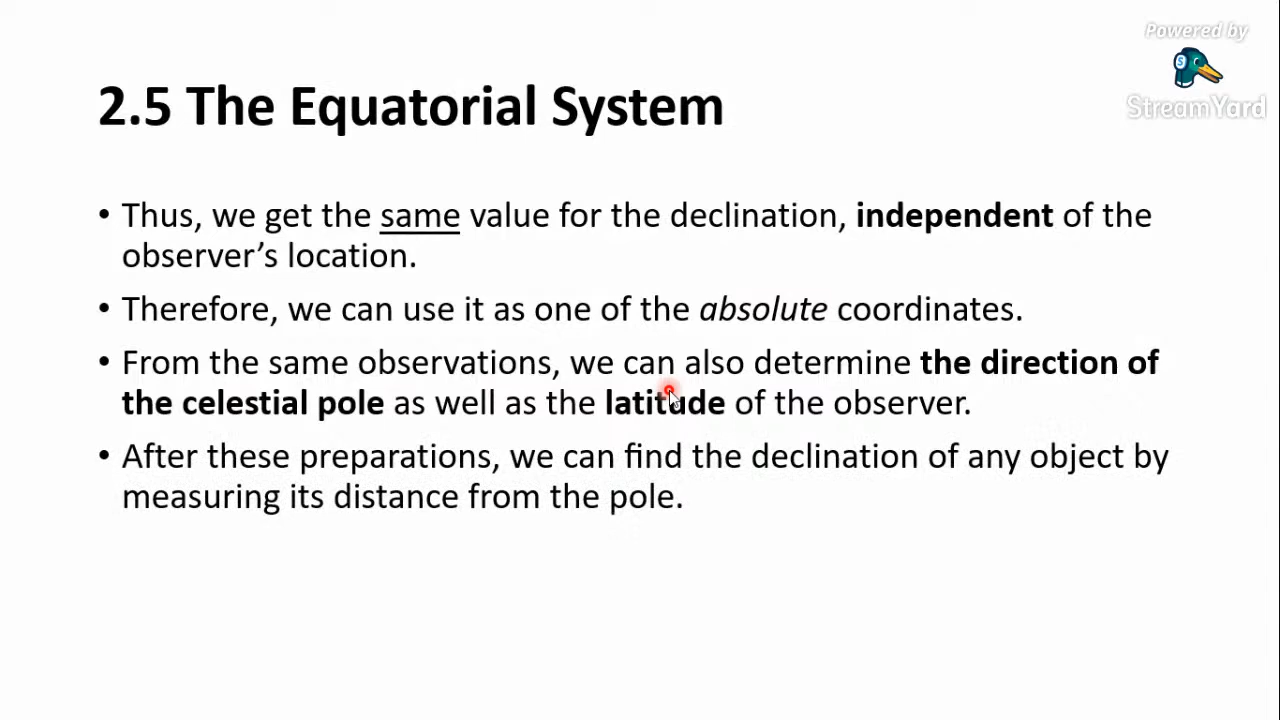 Powered by
StreamYard
2.5 The Equatorial System
• Thus, we get the same value for the declination, independent of the
observer’s location.
• Therefore, we can use it as one of the absolute coordinates.
• From the same observations, we can also determine the direction of
the celestial pole as well as the latitude of the observer.
• After these preparations, we can find the declination of any object by
measuring its distance from the pole.